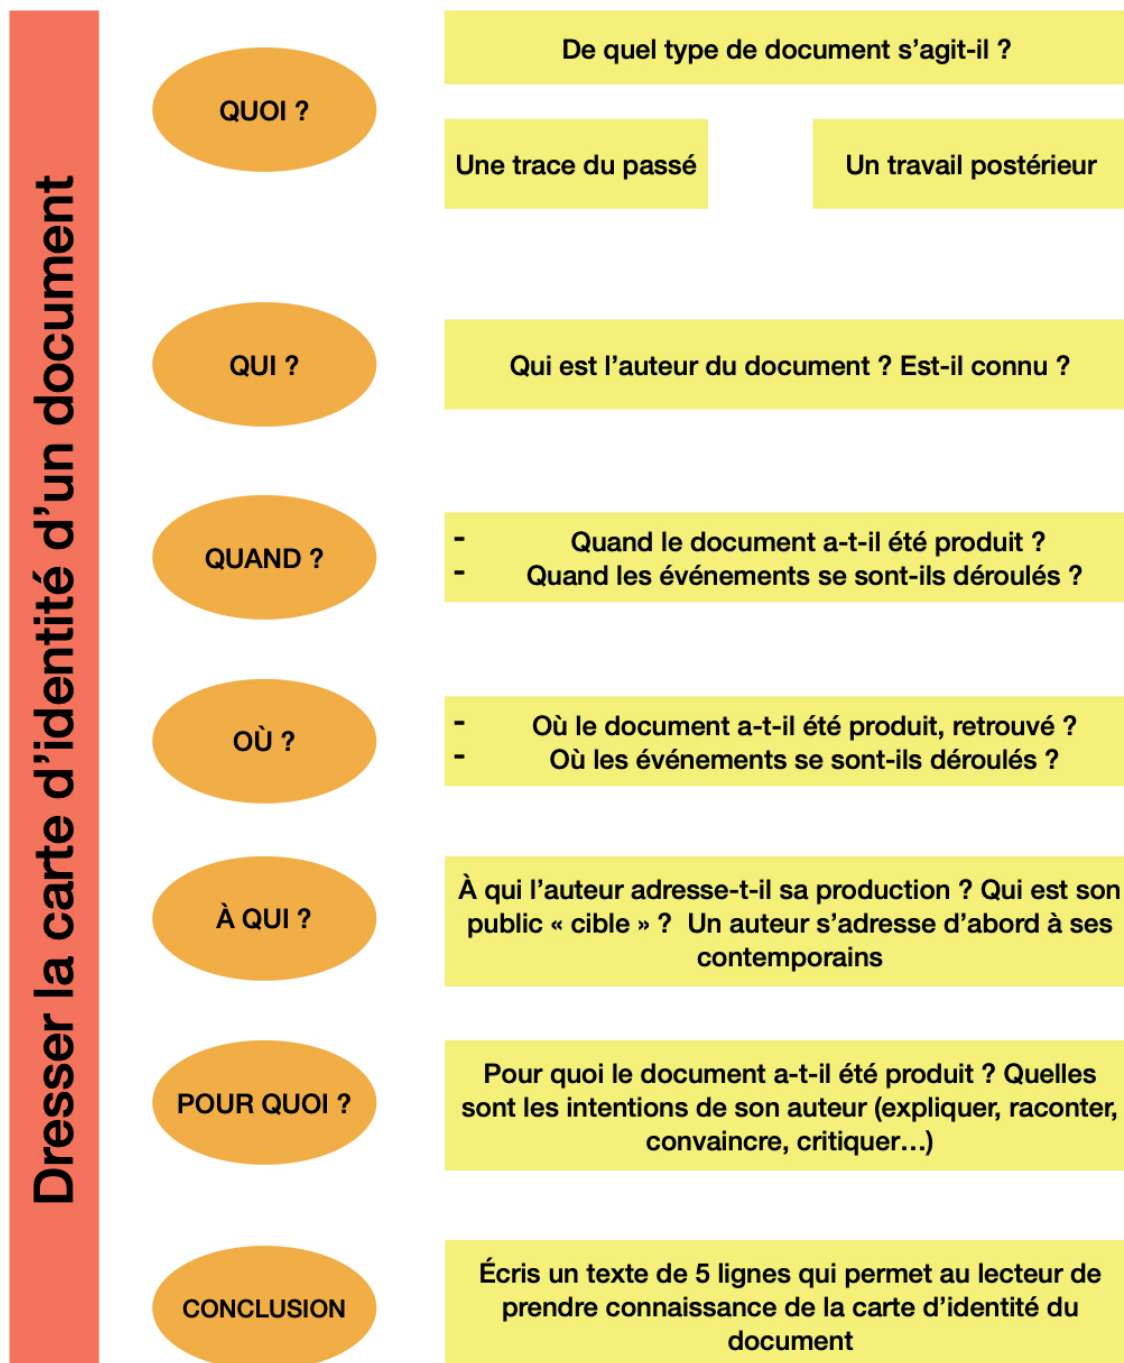 Dresser la carte d’identité d’un document
QUOI ?
De quel type de document s’agit-il ?
Une trace du passé
Un travail postérieur
QUI ?
Qui est l’auteur du document ? Est-il connu ?
QUAND ?
- Quand le document a-t-il été produit ?
- Quand les événements se sont-ils déroulés ?
OÙ ?
- Où le document a-t-il été produit, retrouvé ?
- Où les événements se sont-ils déroulés ?
À QUI ?
À qui l’auteur adresse-t-il sa production ? Qui est son
public « cible » ?  Un auteur s’adresse d’abord à ses
contemporains
POUR QUOI ?
Pour quoi le document a-t-il été produit ? Quelles
sont les intentions de son auteur (expliquer, raconter,
convaincre, critiquer…)
CONCLUSION
Écris un texte de 5 lignes qui permet au lecteur de
prendre connaissance de la carte d’identité du
document